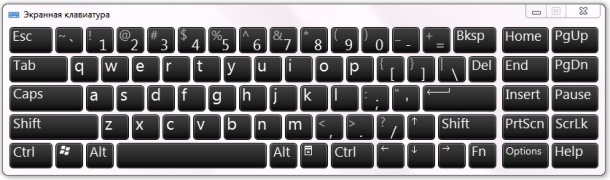 Экранная клавиатура
Esc ~ ` ! 1 @ 2 # 3 $ 4 % 5 ^ 6 & 7 * 8 ( 9 ) 0 _ - + = Bksp Home PgUp
Tab q w e r t y u i o p { [ } ] | \ Del End PgDn
Caps a s d f g h j k l : ; " ' Insert Pause
Shift z x c v b n m < , > . ? / ↑ Shift PrtScn ScrLk
Ctrl Alt Alt Ctrl ← ↓ → Fn Options Help